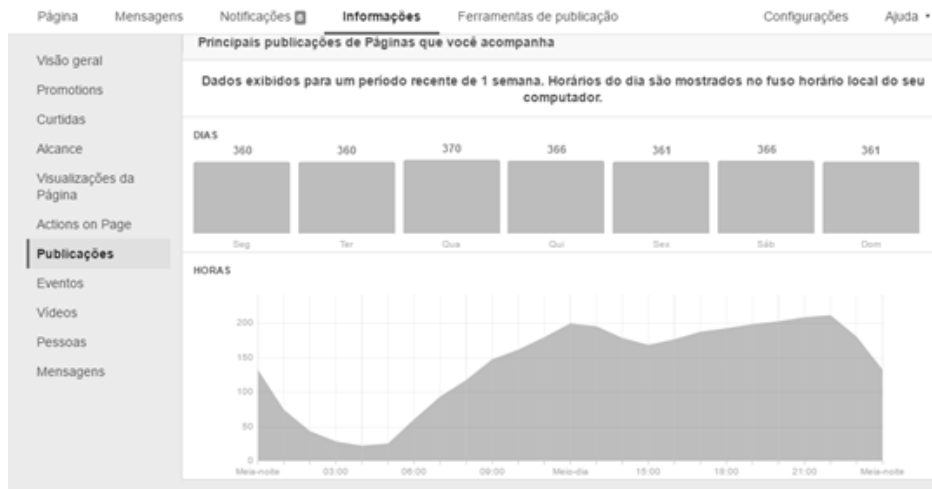 Página Mensagens Notificações Informações Ferramentas de publicação Configurações Ajuda
Principais publicações de Páginas que você acompanha
Visão geral
Promotions
Curtidas
Alcance
Visualizações da
Página
Actions on Page
Publicações
Eventos
Vídeos
Pessoas
Mensagens
Dados exibidos para um período recente de 1 semana. Horários do dia são mostrados no fuso horário local do seu
computador.
DIAS
360 360 370 366 361 366 361
Seg Ter Qua Qui Sex Sáb Dom
HORAS
200
150
100
50
0
Meia-noite 03:00 06:00 09:00 Meio-dia 15:00 18:00 21:00 Meia-noite